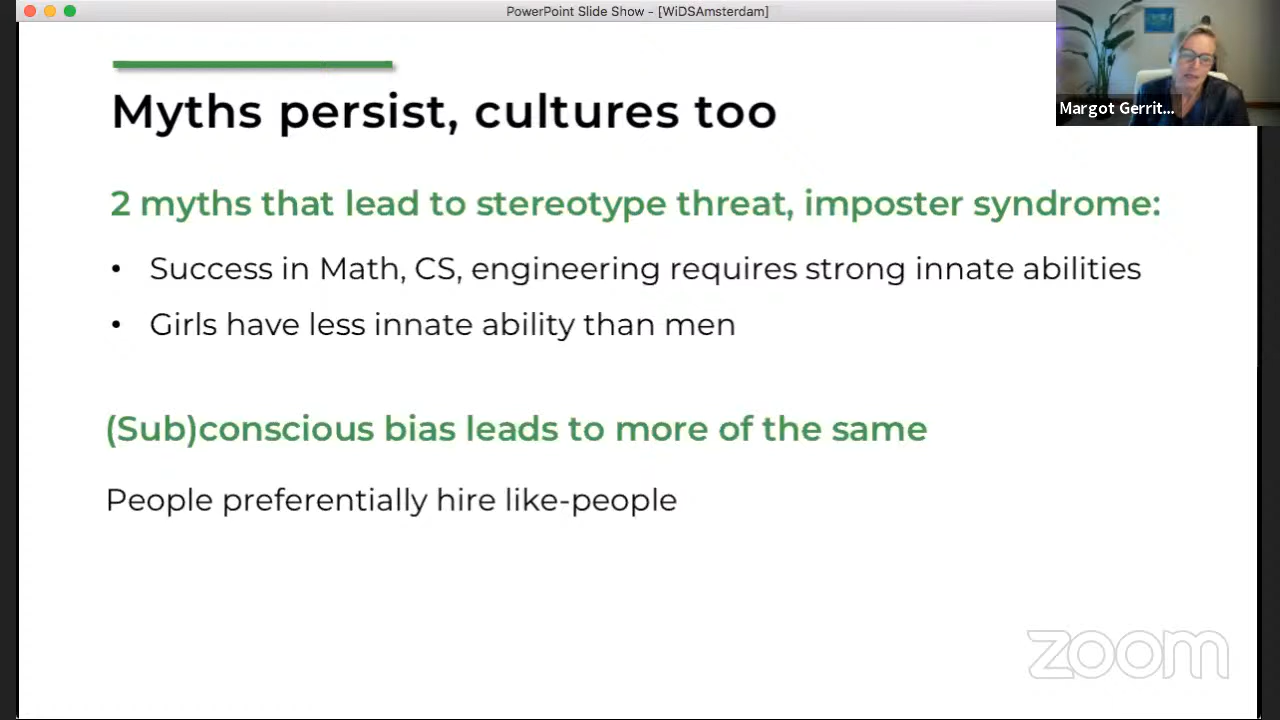 PowerPoint Slide Show - [WiDSAmsterdam]
Margot Gerrit...
Myths persist, cultures too
2 myths that lead to stereotype threat, imposter syndrome:
• Success in Math, CS, engineering requires strong innate abilities
• Girls have less innate ability than men
(Sub)conscious bias leads to more of the same
People preferentially hire like-people
zoom